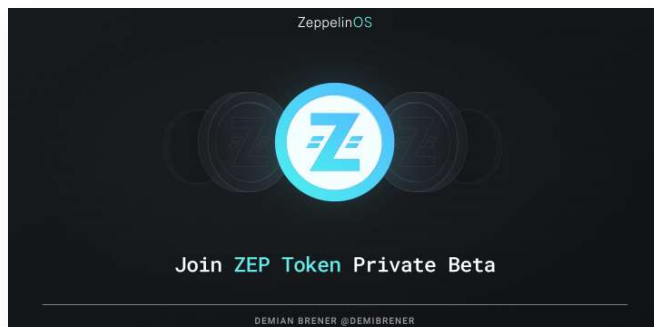 ZeppelinOS
Z
Join ZEP Token Private Beta
DEMIAN BRENER @DEMIBRENER